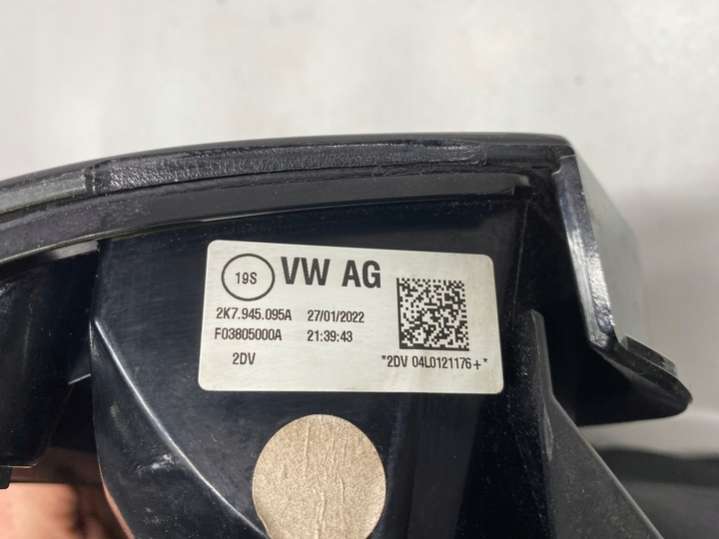 19S VW AG
2K7.945.095A 27/01/2022
F03805000A 21:39:43
2DV *2DV 04L0121176+*